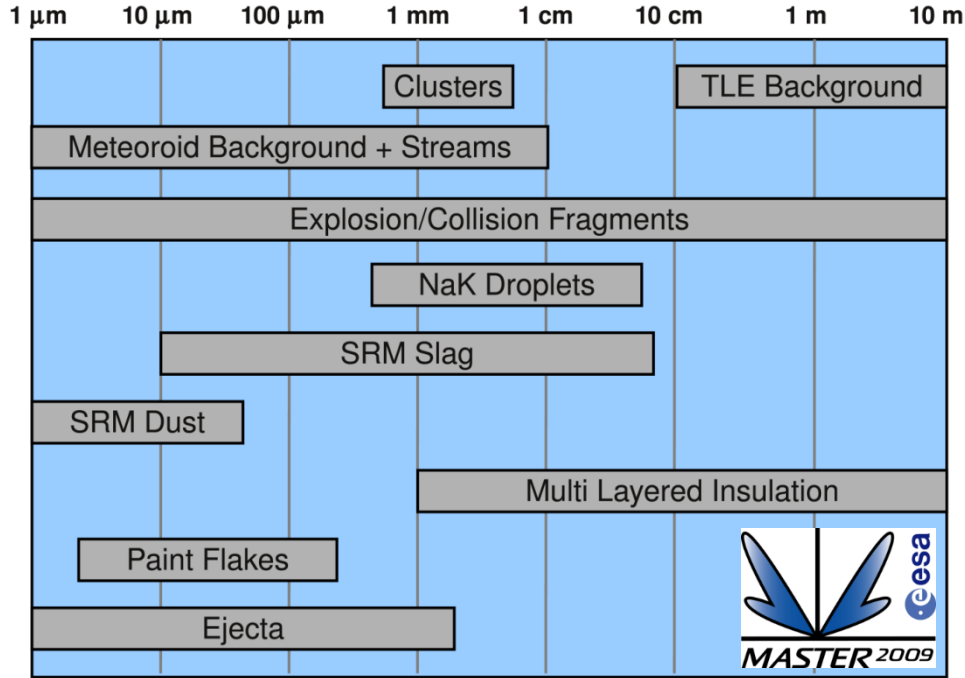 1 µm 10 µm 100 µm 1 mm 1 cm 10 cm 1 m 10 m
Clusters TLE Background
Meteoroid Background + Streams
Explosion/Collision Fragments
NaK Droplets
SRM Slag
SRM Dust
Multi Layered Insulation
Paint Flakes
Ejecta
esa
MASTER 2009